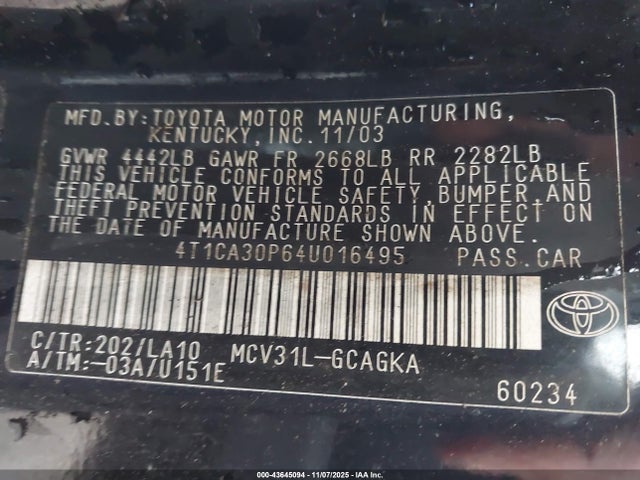 MFD.BY:TOYOTA MOTOR MANUFACTURING,
KENTUCKY,INC.11/03
GVWR 4442LB GAWR FR 2668LB RR 2282LB
THIS VEHICLE CONFORMS TO ALL APPLICABLE
FEDERAL MOTOR VEHICLE SAFETY,BUMPER,AND
THEFT PREVENTION STANDARDS IN EFFECT ON
THE DATE OF MANUFACTURE SHOWN ABOVE.
4T1CA30P64U016495 PASS.CAR
C/TR:202/LA10 MCV31L-GCAGKA
A/TM:-03A/U151E
60234
000-43645094 | 11/07/2025 | IAA Inc.